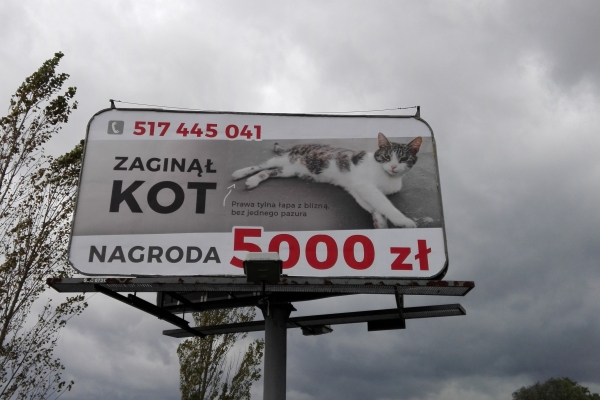 517 445 041
ZAGINĄŁ
KOT
Prawa tylna łapa z blizną
bez jednego pazura
NAGRODA 5000 zł